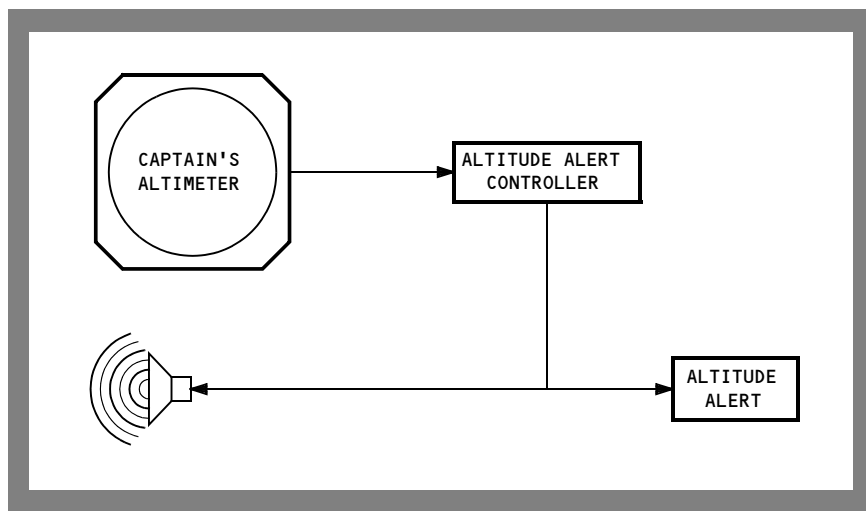 CAPTAIN'S
ALTIMETER
ALTITUDE ALERT
CONTROLLER
ALTITUDE
ALERT